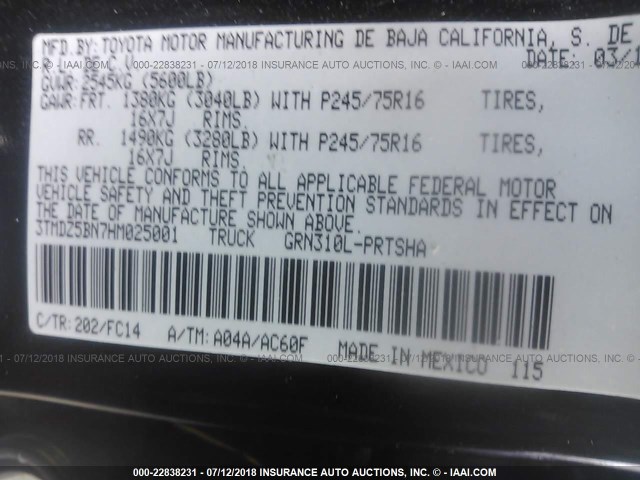 MFD. BY: TOYOTA MOTOR MANUFACTURING DE BAJA CALIFORNIA, S. DE
DATE: 03/1
GVWR: 2545KG (5600LB)
GAWR: FRT. 1380KG (3040LB) WITH P245/75R16 TIRES,
16X7J RIMS,
RR. 1490KG (3280LB) WITH P245/75R16 TIRES,
16X7J RIMS,
THIS VEHICLE CONFORMS TO ALL APPLICABLE FEDERAL MOTOR
VEHICLE SAFETY AND THEFT PREVENTION STANDARDS IN EFFECT ON
THE DATE OF MANUFACTURE SHOWN ABOVE.
3TMDZ5BN7HM025001 TRUCK GRN310L-PRTSHA
C/TR: 202/FC14 A/TM: A04A/AC60F MADE IN MEXICO 115
000-22838231 - 07/12/2018 INSURANCE AUTO AUCTIONS, INC. © - IAAI.COM